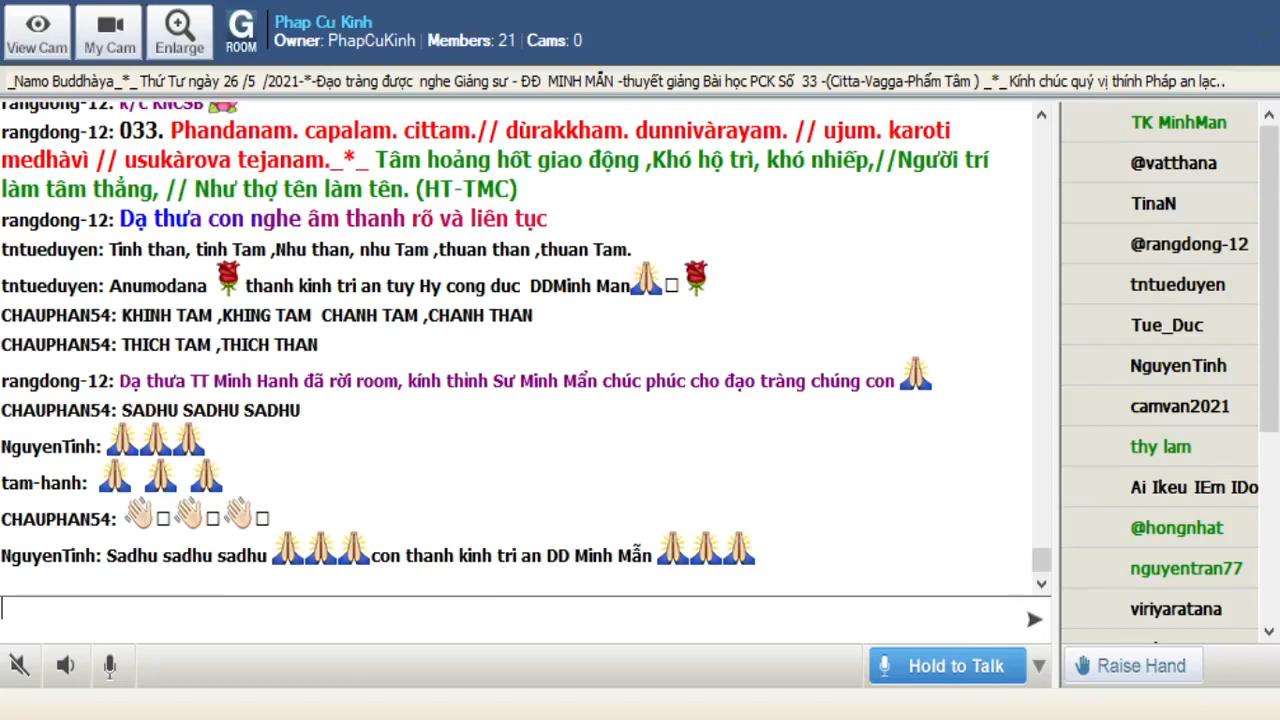 View Cam
My Cam
Enlarge
G
ROOM
Phap Cu Kinh
Owner: PhapCuKinh | Members: 21 | Cams: 0
_Namo Buddhàya_*_ Thứ Tư ngày 26 /5 /2021-*-Đạo tràng được nghe Giảng sư - ĐĐ MINH MẪN -thuyết giảng Bài học PCK Số 33 -(Citta-Vagga-Phẩm Tâm ) _*_ Kính chúc quý vị thính Pháp an lạc..
rangdong-12: k/c KNCSB
rangdong-12: 033. Phandanam. capalam. cittam.// dùrakkham. dunnivàrayam. // ujum. karoti
medhàvì // usukàrova tejanam._*_ Tâm hoảng hốt giao động ,Khó hộ trì, khó nhiếp,//Người trí
làm tâm thẳng, // Như thợ tên làm tên. (HT-TMC)
rangdong-12: Dạ thưa con nghe âm thanh rõ và liên tục
tntueduyen: Tinh than, tinh Tam ,Nhu than, nhu Tam ,thuan than ,thuan Tam.
tntueduyen: Anumodana 🌹 thanh kinh tri an tuy Hy cong duc DDMinh Man🙏□🌹
CHAUPHAN54: KHINH TAM ,KHING TAM CHANH TAM ,CHANH THAN
CHAUPHAN54: THICH TAM ,THICH THAN
rangdong-12: Dạ thưa TT Minh Hanh đã rời room, kính thỉnh Sư Minh Mẩn chúc phúc cho đạo tràng chúng con 🙏
CHAUPHAN54: SADHU SADHU SADHU
NguyenTinh: 🙏🙏🙏
tam-hanh: 🙏 🙏 🙏
CHAUPHAN54: 👏□👏□👏□
NguyenTinh: Sadhu sadhu sadhu 🙏🙏🙏con thanh kinh tri an DD Minh Mẫn 🙏🙏🙏
TK MinhMan
@vatthana
TinaN
@rangdong-12
tntueduyen
Tue_Duc
NguyenTinh
camvan2021
thy lam
Ai Ikeu IEm IDo
@hongnhat
nguyentran77
viriyaratana
Hold to Talk
Raise Hand